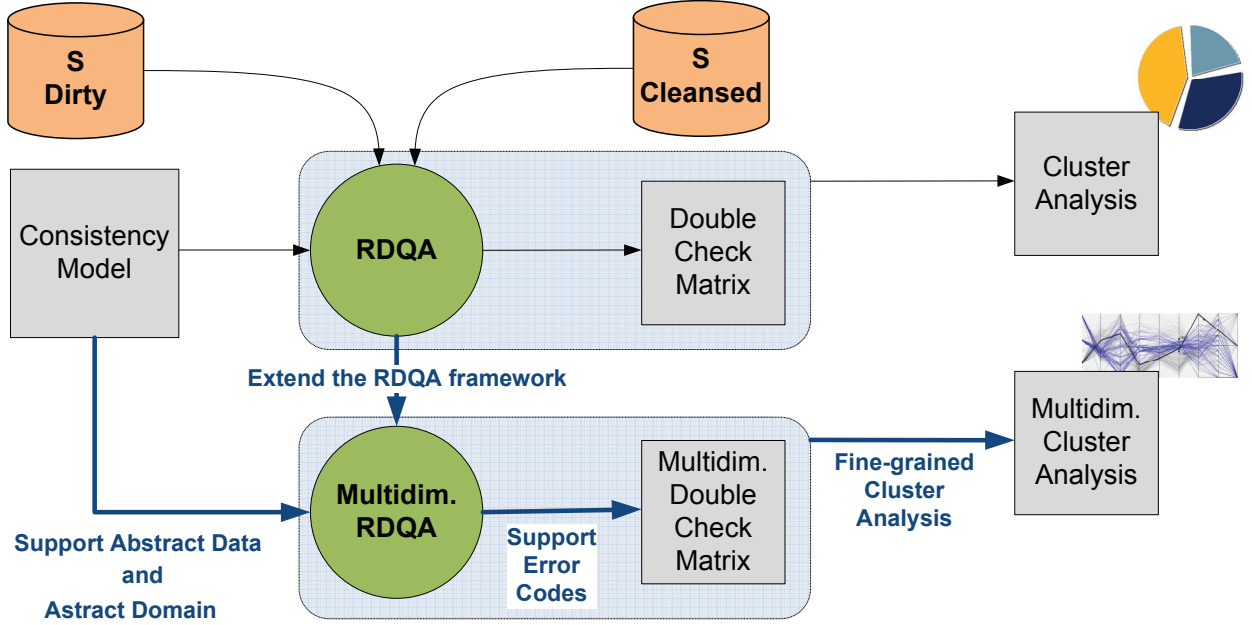 S
Dirty
S
Cleansed
Consistency
Model
RDQA
Double
Check
Matrix
Cluster
Analysis
Extend the RDQA framework
Multidim.
RDQA
Support
Error
Codes
Multidim.
Double
Check
Matrix
Fine-grained
Cluster
Analysis
Multidim.
Cluster
Analysis
Support Abstract Data
and
Astract Domain